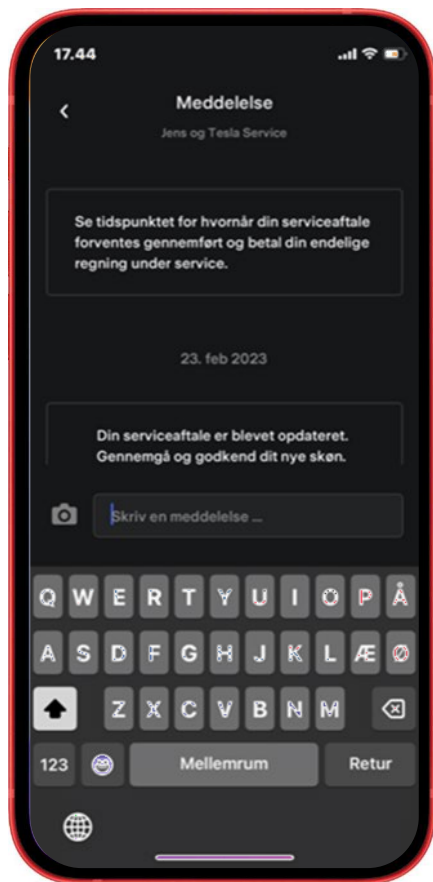 17.44
Meddelelse
Jens og Tesla Service
Se tidspunktet for hvornår din serviceaftale
forventes gennemført og betal din endelige
regning under service.
23. feb 2023
Din serviceaftale er blevet opdateret.
Gennemgå og godkend dit nye skøn.
Skriv en meddelelse ...
Q W E R T Y U I O P Å
A S D F G H J K L Æ Ø
Z X C V B N M
123 Mellemrum Retur